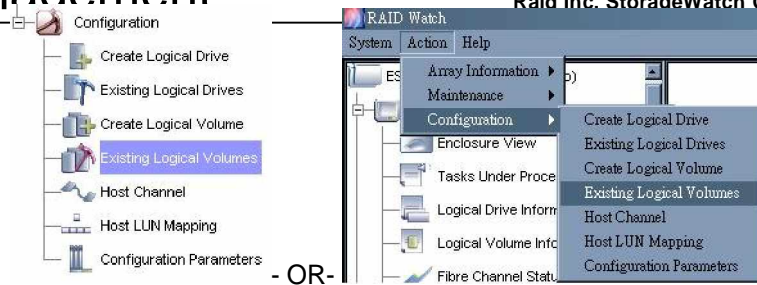 Raid Inc. StorageWatch
Configuration
Create Logical Drive
Existing Logical Drives
Create Logical Volume
Existing Logical Volumes
Host Channel
Host LUN Mapping
Configuration Parameters
- OR-
RAID Watch
System Action Help
Array Information
Maintenance
Configuration
Create Logical Drive
Existing Logical Drives
Create Logical Volume
Existing Logical Volumes
Host Channel
Host LUN Mapping
Configuration Parameters
ES
o)
Enclosure View
Tasks Under Proce
Logical Drive Inform
Logical Volume Info
Fibre Channel Statu